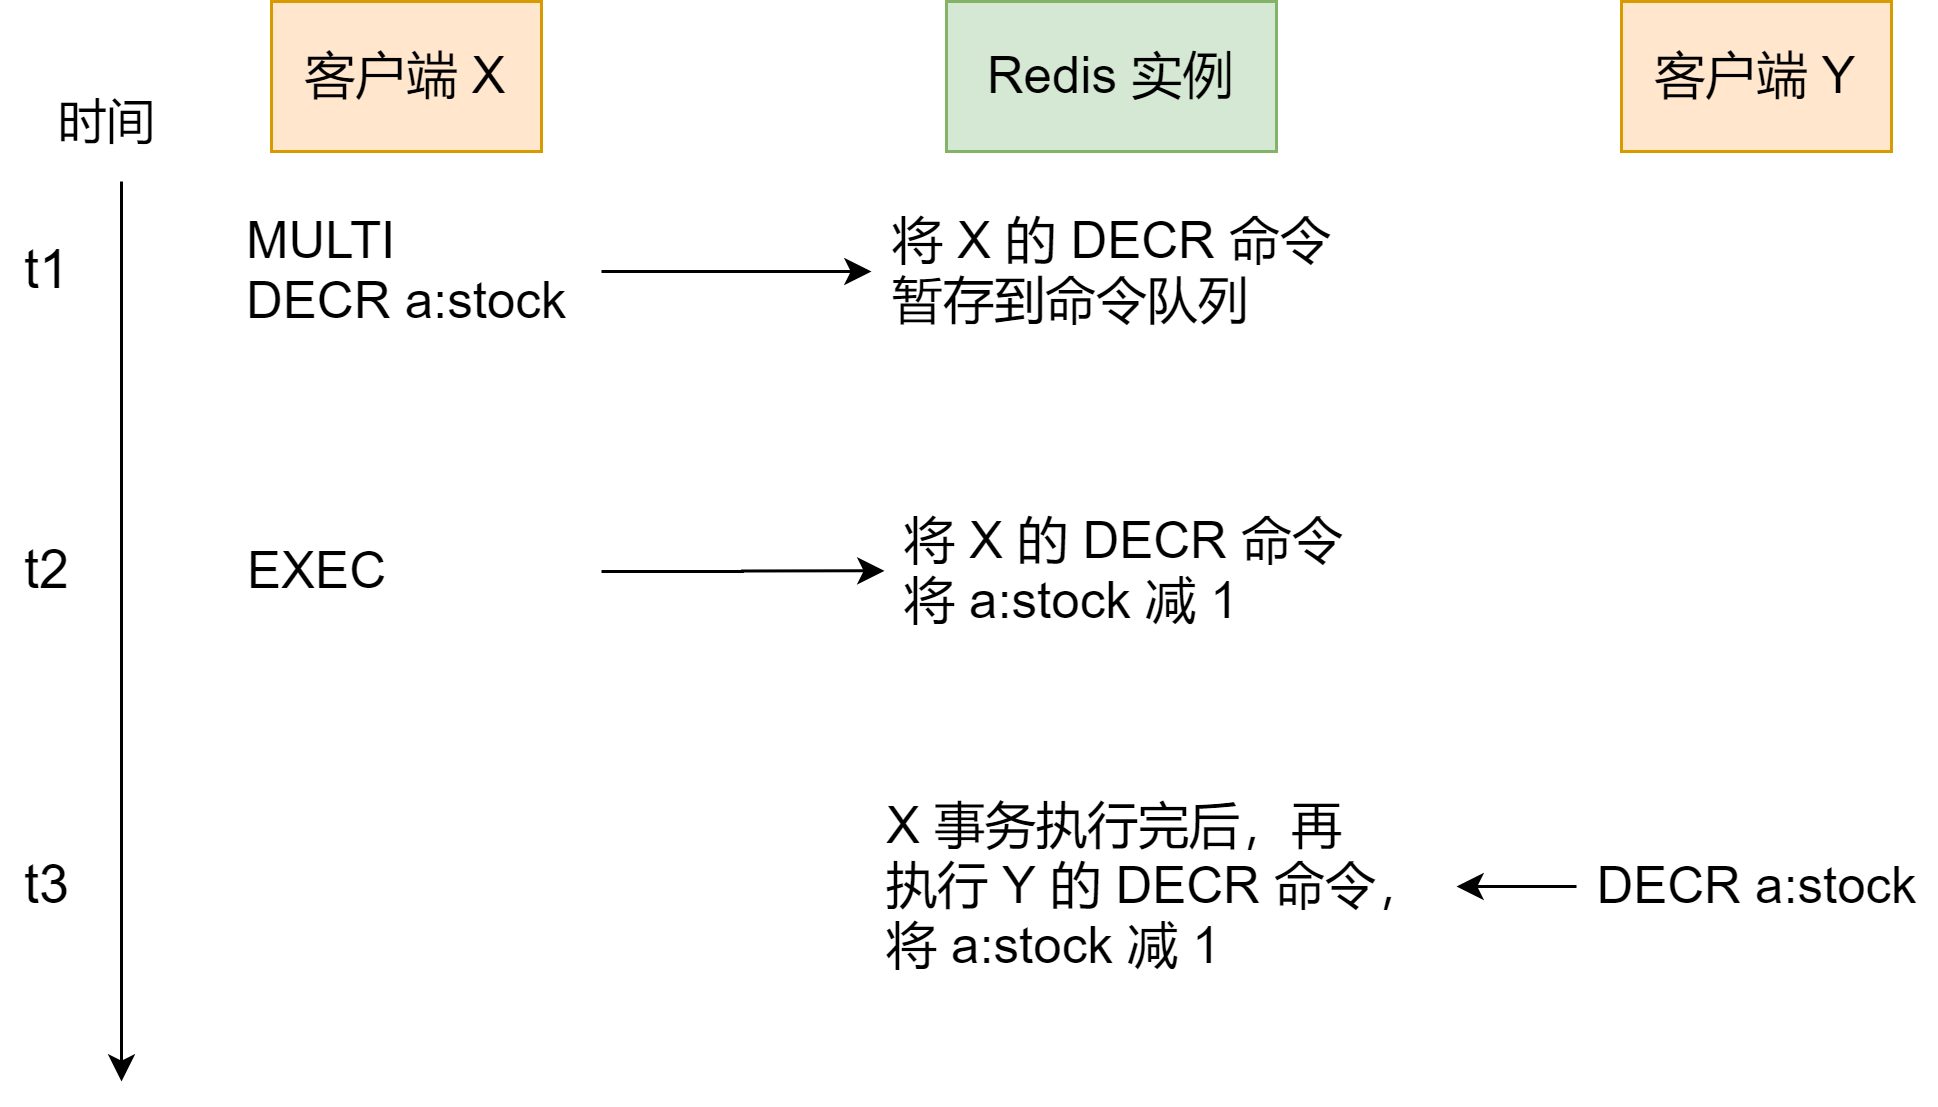 客户端 X
Redis 实例
客户端 Y
时间
t1
MULTI
DECR a:stock
将 X 的 DECR 命令
暂存到命令队列
t2
EXEC
将 X 的 DECR 命令
将 a:stock 减 1
t3
X 事务执行完后，再
执行 Y 的 DECR 命令，
将 a:stock 减 1
DECR a:stock